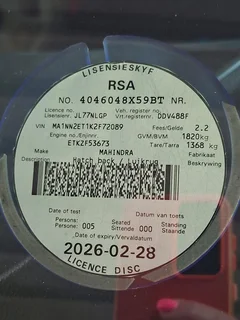 LISENSIESKYF
RSA
NO. 4046048X59BT NR.
Licence no. Veh. register no.
Lisensienr. JL77NLGP Vrt.registernr. DDV488F
VIN MA1NN2ET1K2F72089 Fees/Gelde 2.2
GVM/BVM 1820kg
Engine no./Enjinnr. ETKZF53673 Tare/Tarra 1368 kg
Make MAHINDRA Fabrikaat
Description Hatch back / Luikrug Beskrywing
Date of test Datum van toets
Persons: Seated
Persone: 005 Sittende 000 Standing
Staande
Date of expiry/Vervaldatum
2026-02-28
LICENCE DISC